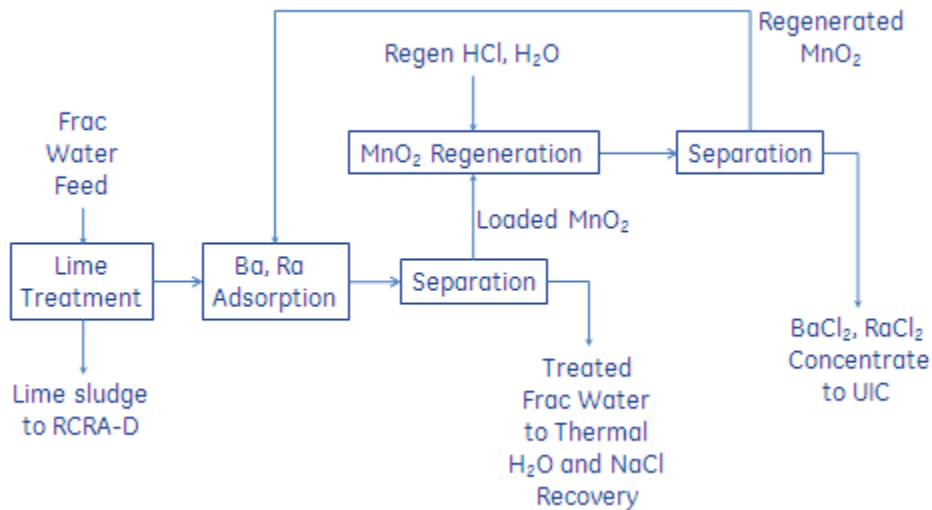 Regenerated
MnO₂
Regen HCl, H₂O
Frac
Water
Feed
MnO₂ Regeneration
Separation
Loaded MnO₂
Lime
Treatment
Ba, Ra
Adsorption
Separation
BaCl₂, RaCl₂
Concentrate
to UIC
Lime sludge
to RCRA-D
Treated
Frac Water
to Thermal
H₂O and NaCl
Recovery